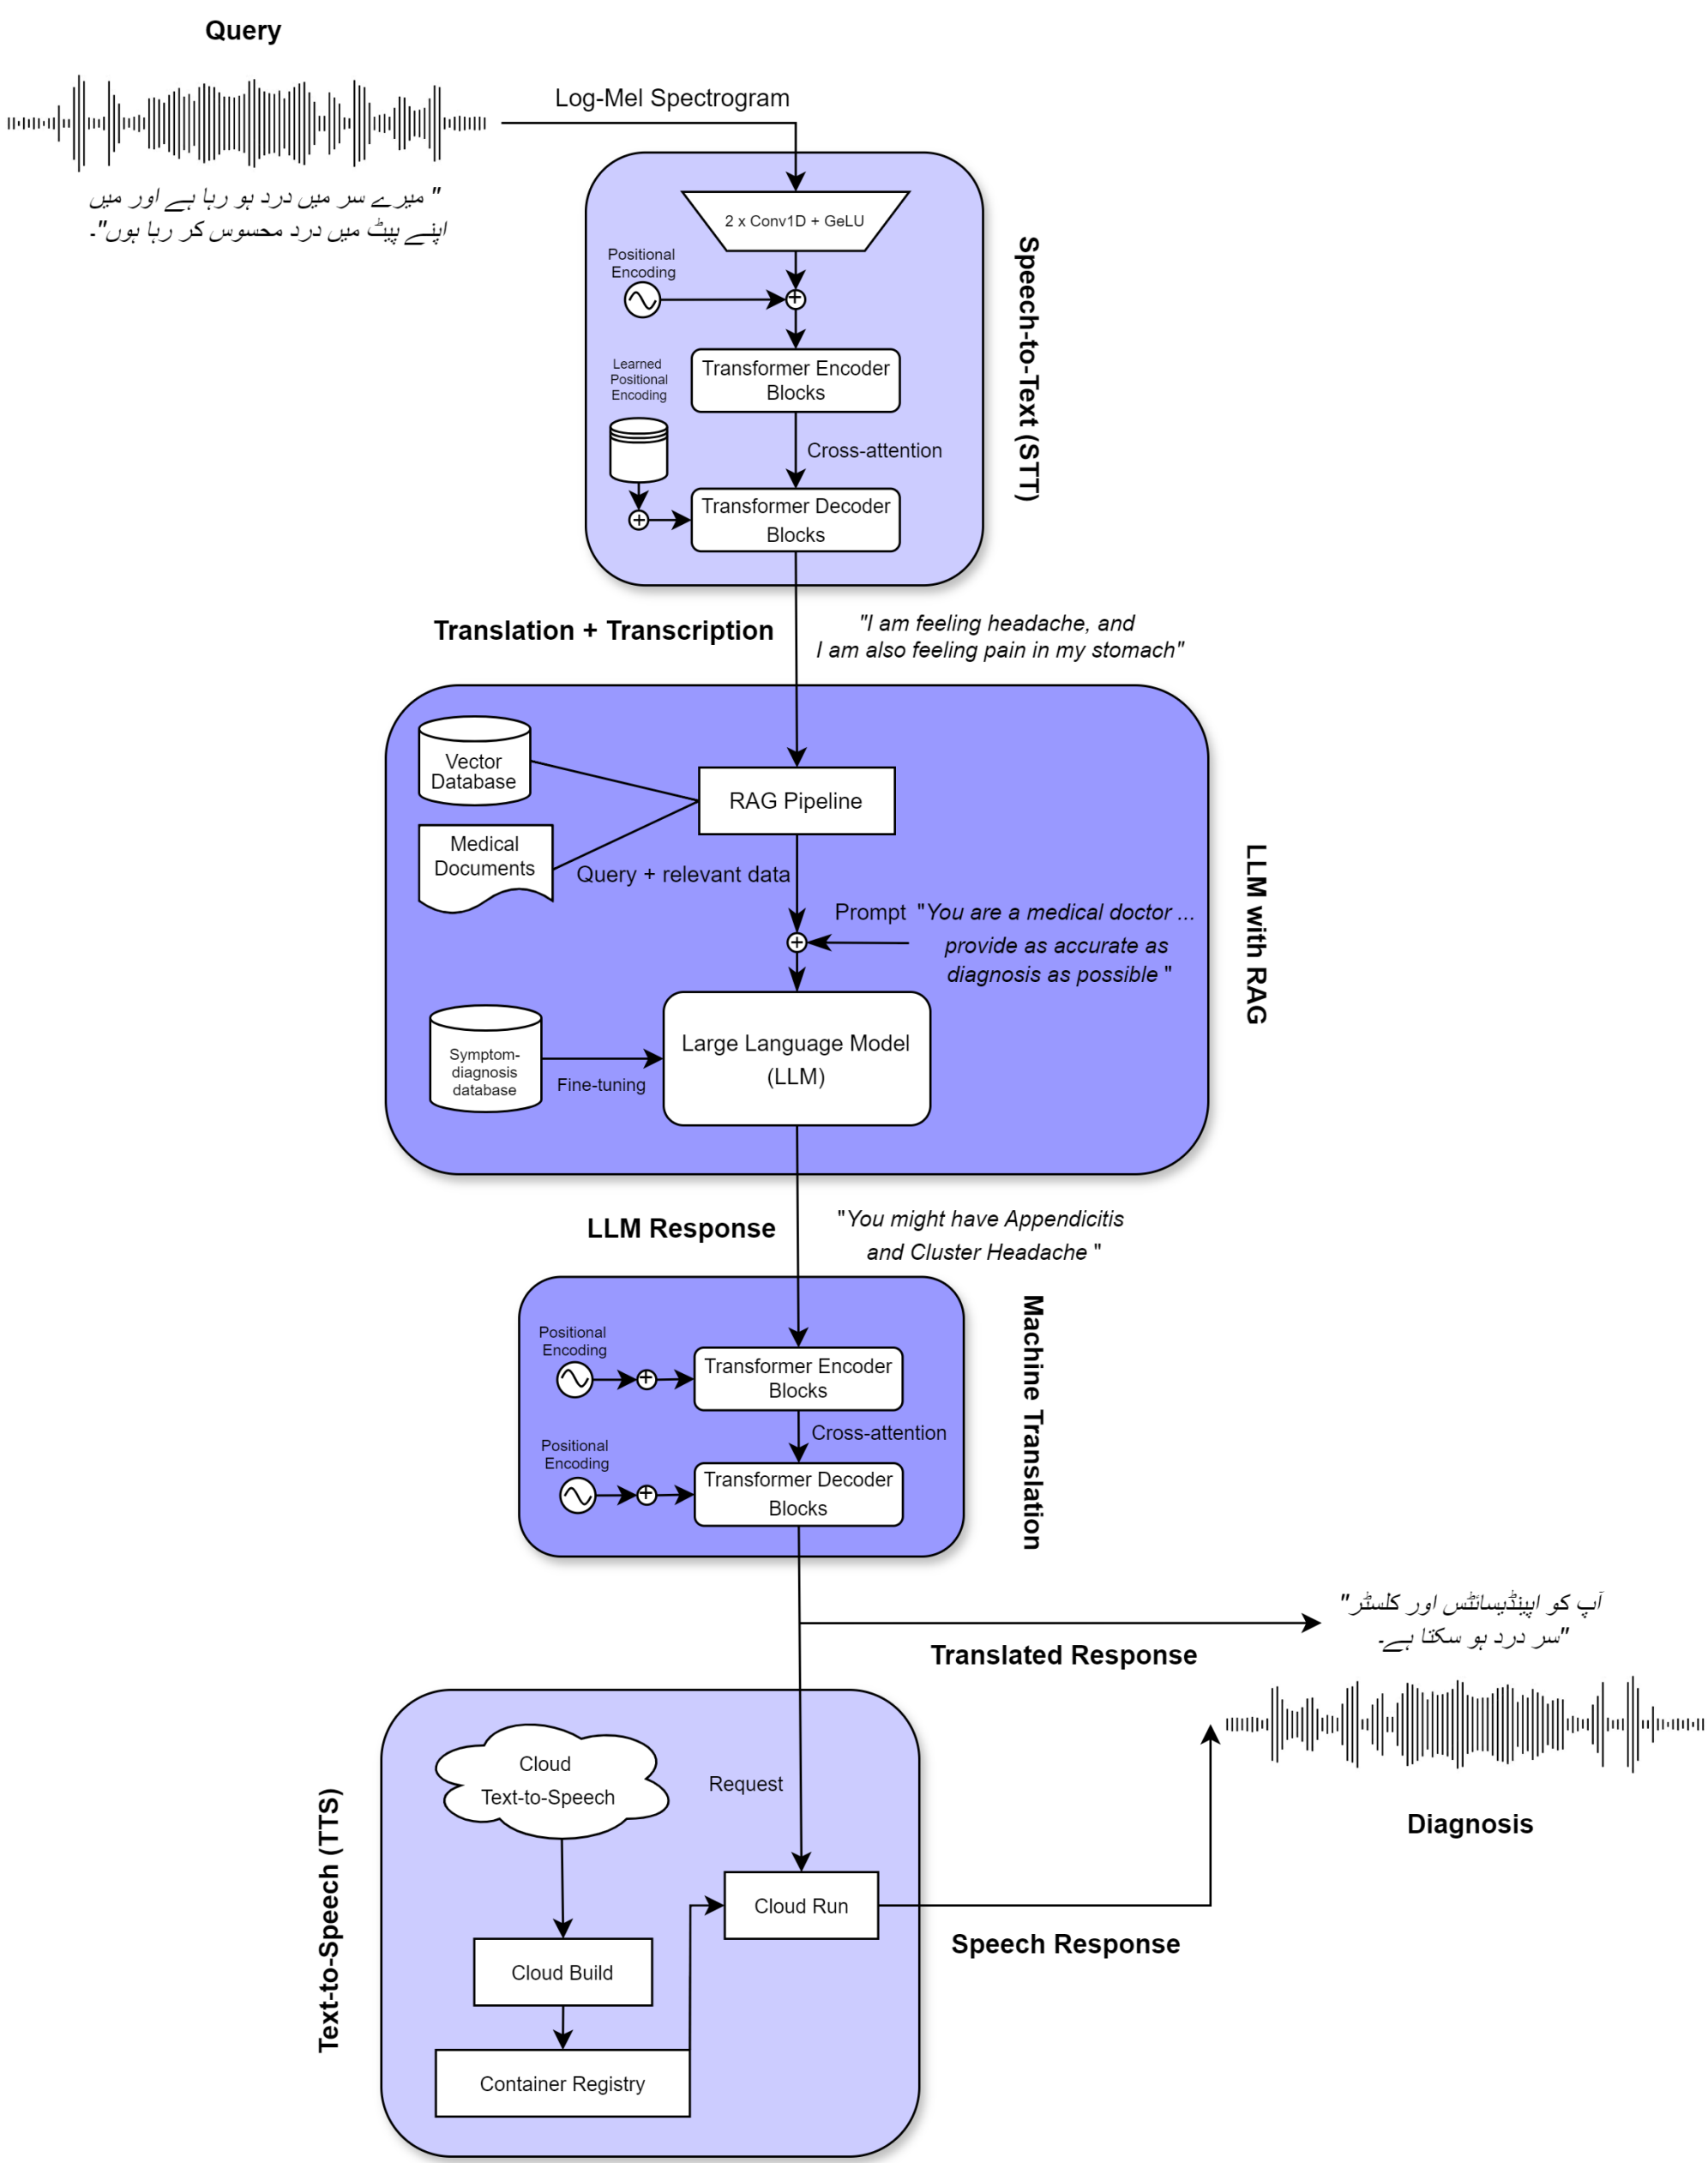 Query
Log-Mel Spectrogram
" میرے سر میں درد ہو رہا ہے اور میں
اپنے پیٹ میں درد محسوس کر رہا ہوں"۔
2 x Conv1D + GeLU
Positional
Encoding
Transformer Encoder
Blocks
Learned
Positional
Encoding
Cross-attention
Transformer Decoder
Blocks
Speech-to-Text (STT)
Translation + Transcription
"I am feeling headache, and
I am also feeling pain in my stomach"
Vector
Database
RAG Pipeline
Medical
Documents
Query + relevant data
Prompt "You are a medical doctor ...
provide as accurate as
diagnosis as possible "
Large Language Model
(LLM)
Symptom-
diagnosis
database
Fine-tuning
LLM with RAG
LLM Response
"You might have Appendicitis
and Cluster Headache "
Positional
Encoding
Transformer Encoder
Blocks
Cross-attention
Positional
Encoding
Transformer Decoder
Blocks
Machine Translation
آپ کو اپینڈیسائٹس اور کلسٹر"
"سر درد ہو سکتا ہے۔
Translated Response
Cloud
Text-to-Speech
Request
Cloud Run
Cloud Build
Container Registry
Text-to-Speech (TTS)
Speech Response
Diagnosis